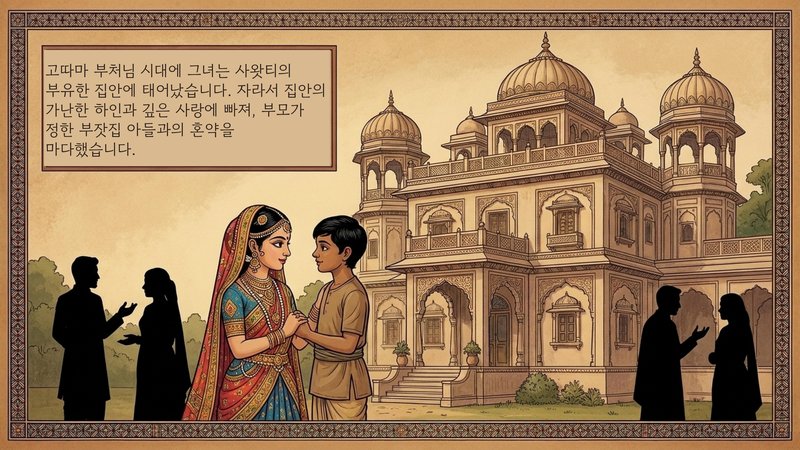 고따마 부처님 시대에 그녀는 사왓티의
부유한 집안에 태어났습니다. 자라서 집안의
가난한 하인과 깊은 사랑에 빠져, 부모가
정한 부잣집 아들과의 혼약을
마다했습니다.